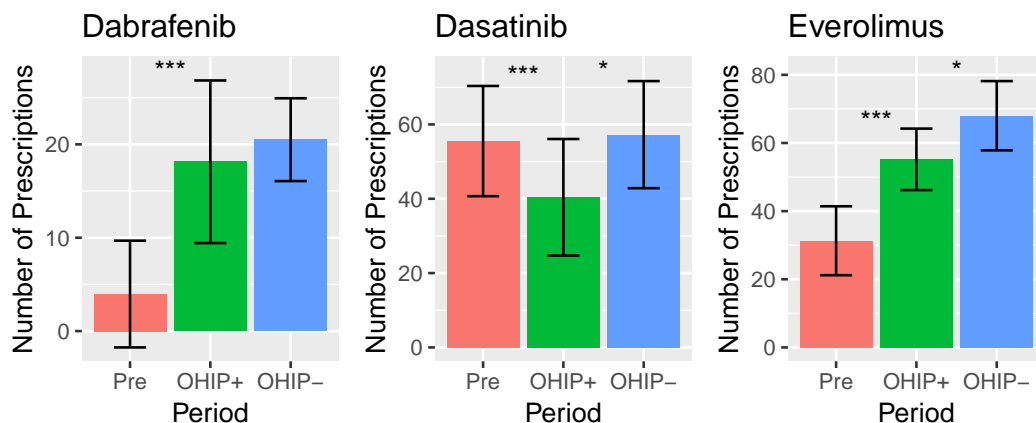 Dabrafenib
Number of Prescriptions
20
10
0
***
Pre OHIP+ OHIP−
Period
Dasatinib
Number of Prescriptions
60
40
20
0
*** *
Pre OHIP+ OHIP−
Period
Everolimus
Number of Prescriptions
80
60
40
20
0
*
***
Pre OHIP+ OHIP−
Period